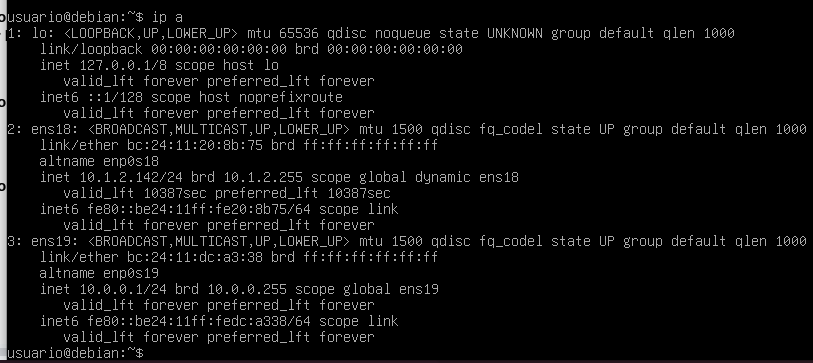 usuario@debian:~$ ip a
1: lo: <LOOPBACK,UP,LOWER_UP> mtu 65536 qdisc noqueue state UNKNOWN group default qlen 1000
    link/loopback 00:00:00:00:00:00 brd 00:00:00:00:00:00
    inet 127.0.0.1/8 scope host lo
       valid_lft forever preferred_lft forever
    inet6 ::1/128 scope host noprefixroute
       valid_lft forever preferred_lft forever
2: ens18: <BROADCAST,MULTICAST,UP,LOWER_UP> mtu 1500 qdisc fq_codel state UP group default qlen 1000
    link/ether bc:24:11:20:8b:75 brd ff:ff:ff:ff:ff:ff
    altname enp0s18
    inet 10.1.2.142/24 brd 10.1.2.255 scope global dynamic ens18
       valid_lft 10387sec preferred_lft 10387sec
    inet6 fe80::be24:11ff:fe20:8b75/64 scope link
       valid_lft forever preferred_lft forever
3: ens19: <BROADCAST,MULTICAST,UP,LOWER_UP> mtu 1500 qdisc fq_codel state UP group default qlen 1000
    link/ether bc:24:11:dc:a3:38 brd ff:ff:ff:ff:ff:ff
    altname enp0s19
    inet 10.0.0.1/24 brd 10.0.0.255 scope global ens19
       valid_lft forever preferred_lft forever
    inet6 fe80::be24:11ff:fedc:a338/64 scope link
       valid_lft forever preferred_lft forever
usuario@debian:~$